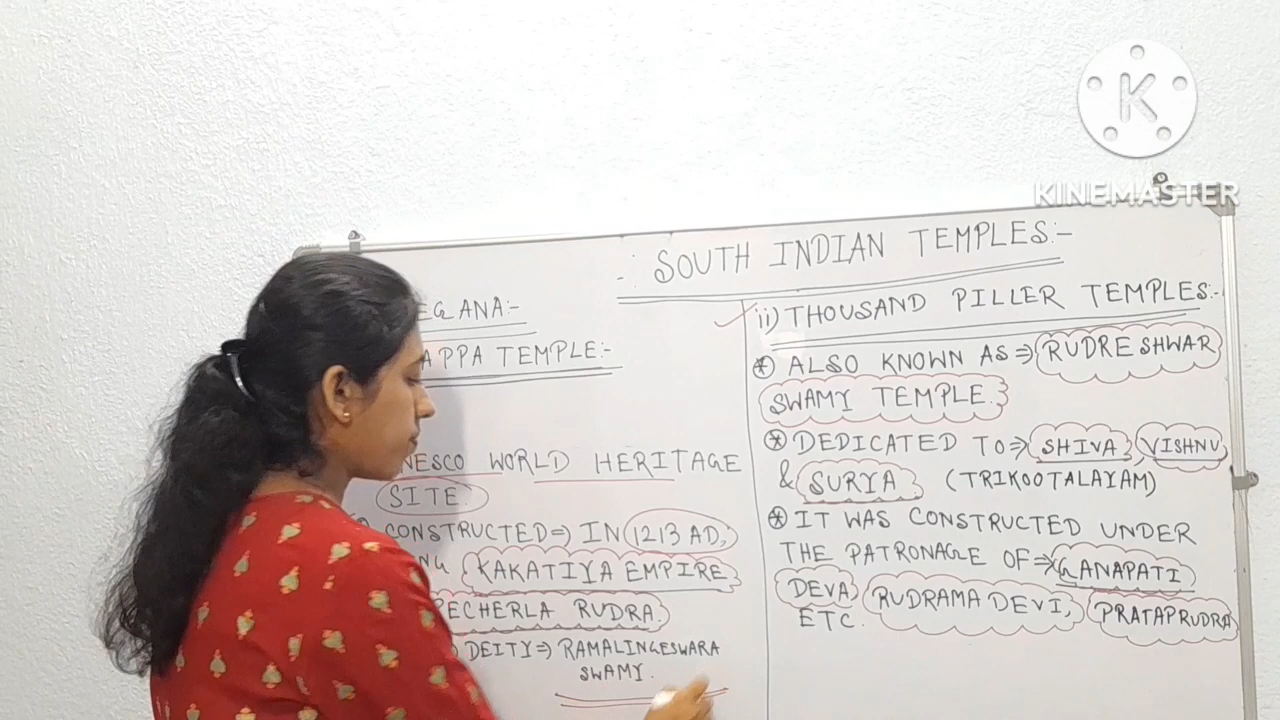 K
KINEMASTER
-: SOUTH INDIAN TEMPLES:-
EGANA:-
APPA TEMPLE:-
NESCO WORLD HERITAGE
SITE.
CONSTRUCTED⇒ IN 1213 AD,
NG KAKATIYA EMPIRE
ECHERLA RUDRA.
DEITY⇒ RAMALINGESWARA
SWAMY.
ii) THOUSAND PILLER TEMPLES:-
* ALSO KNOWN AS ⇒ RUDRESHWAR
SWAMY TEMPLE.
* DEDICATED TO⇒ SHIVA, VISHNU
& SURYA (TRIKOOTALAYAM)
* IT WAS CONSTRUCTED UNDER
THE PATRONAGE OF⇒ GANAPATI
DEVA, RUDRAMA DEVI, PRATAPRUDRA
ETC.